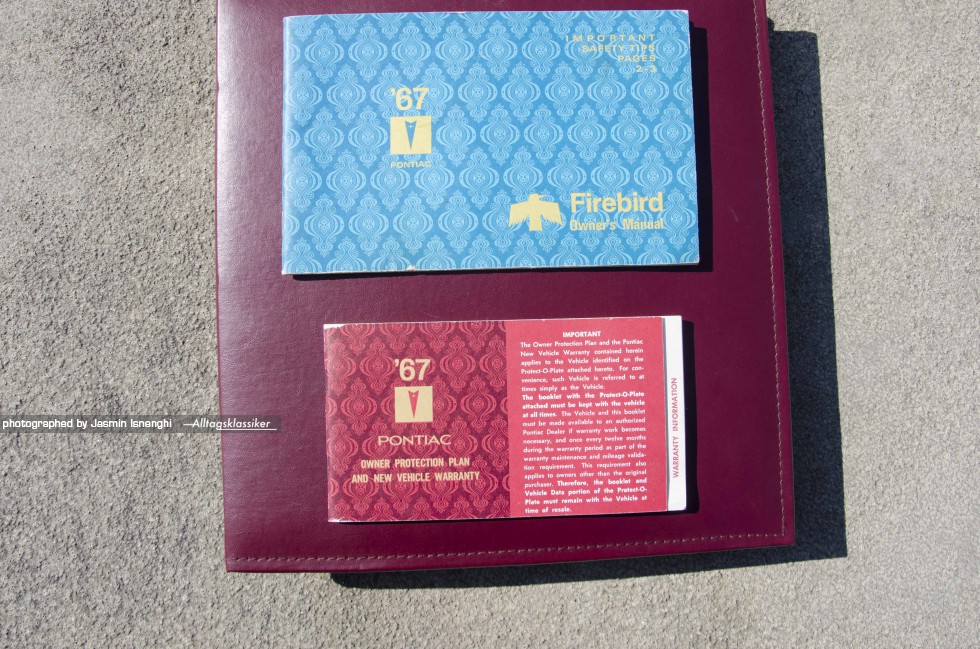 IMPORTANT
SAFETY TIPS
PAGES
2-3
'67
PONTIAC
Firebird
Owner's Manual
'67
PONTIAC
OWNER PROTECTION PLAN
AND NEW VEHICLE WARRANTY
IMPORTANT
The Owner Protection Plan and the Pontiac
New Vehicle Warranty contained herein
applies to the Vehicle identified on the
Protect-O-Plate attached hereto. For con-
venience, such Vehicle is referred to at
times simply as the Vehicle.
The booklet with the Protect-O-Plate
attached must be kept with the vehicle
at all times. The Vehicle and this booklet
must be made available to an authorized
Pontiac Dealer if warranty work becomes
necessary, and once every twelve months
during the warranty period as part of the
warranty maintenance and mileage valida-
tion requirement. This requirement also
applies to owners other than the original
purchaser. Therefore, the booklet and
Vehicle Data portion of the Protect-O-
Plate must remain with the Vehicle at
time of resale.
WARRANTY INFORMATION
photographed by Jasmin Isnenghi —Alltagsklassiker